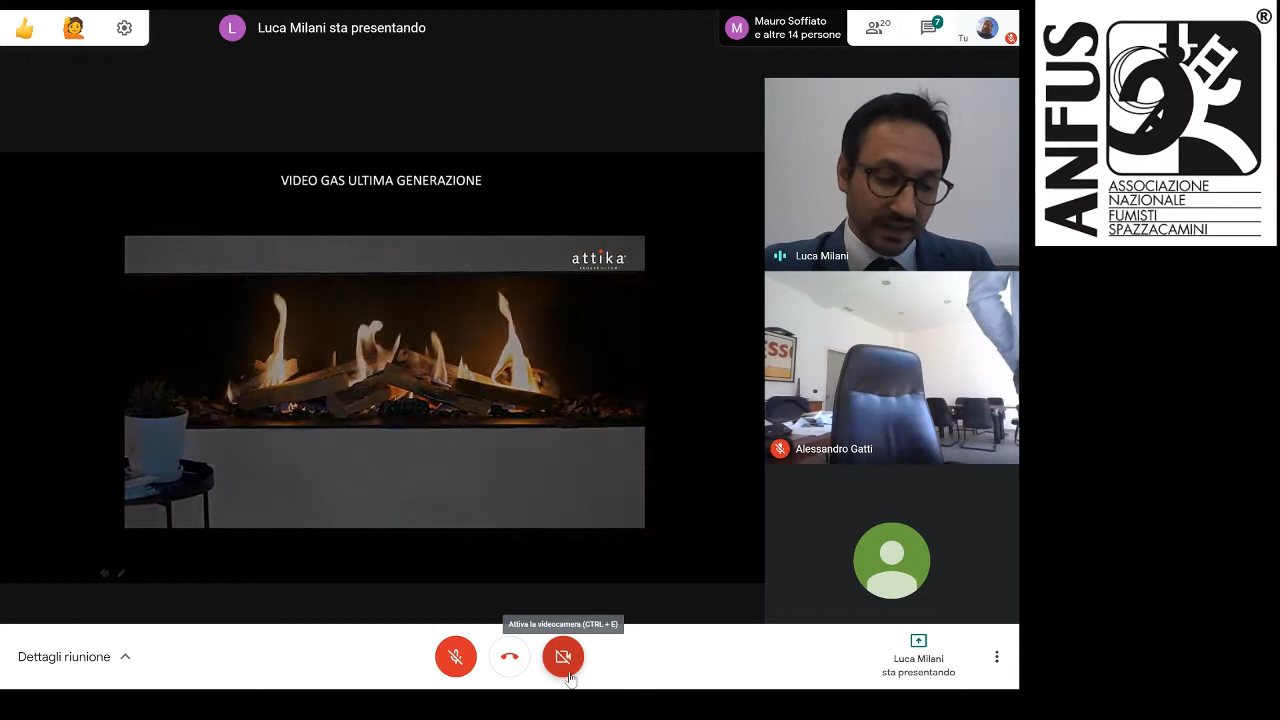 Luca Milani sta presentando
L
M
Mauro Soffiato
e altre 14 persone
20
7
Tu
VIDEO GAS ULTIMA GENERAZIONE
attika
Luca Milani
Alessandro Gatti
Attiva la videocamera (CTRL + E)
Dettagli riunione
Luca Milani
sta presentando
ANFUS
®
ASSOCIAZIONE
NAZIONALE
FUMISTI
SPAZZACAMINI